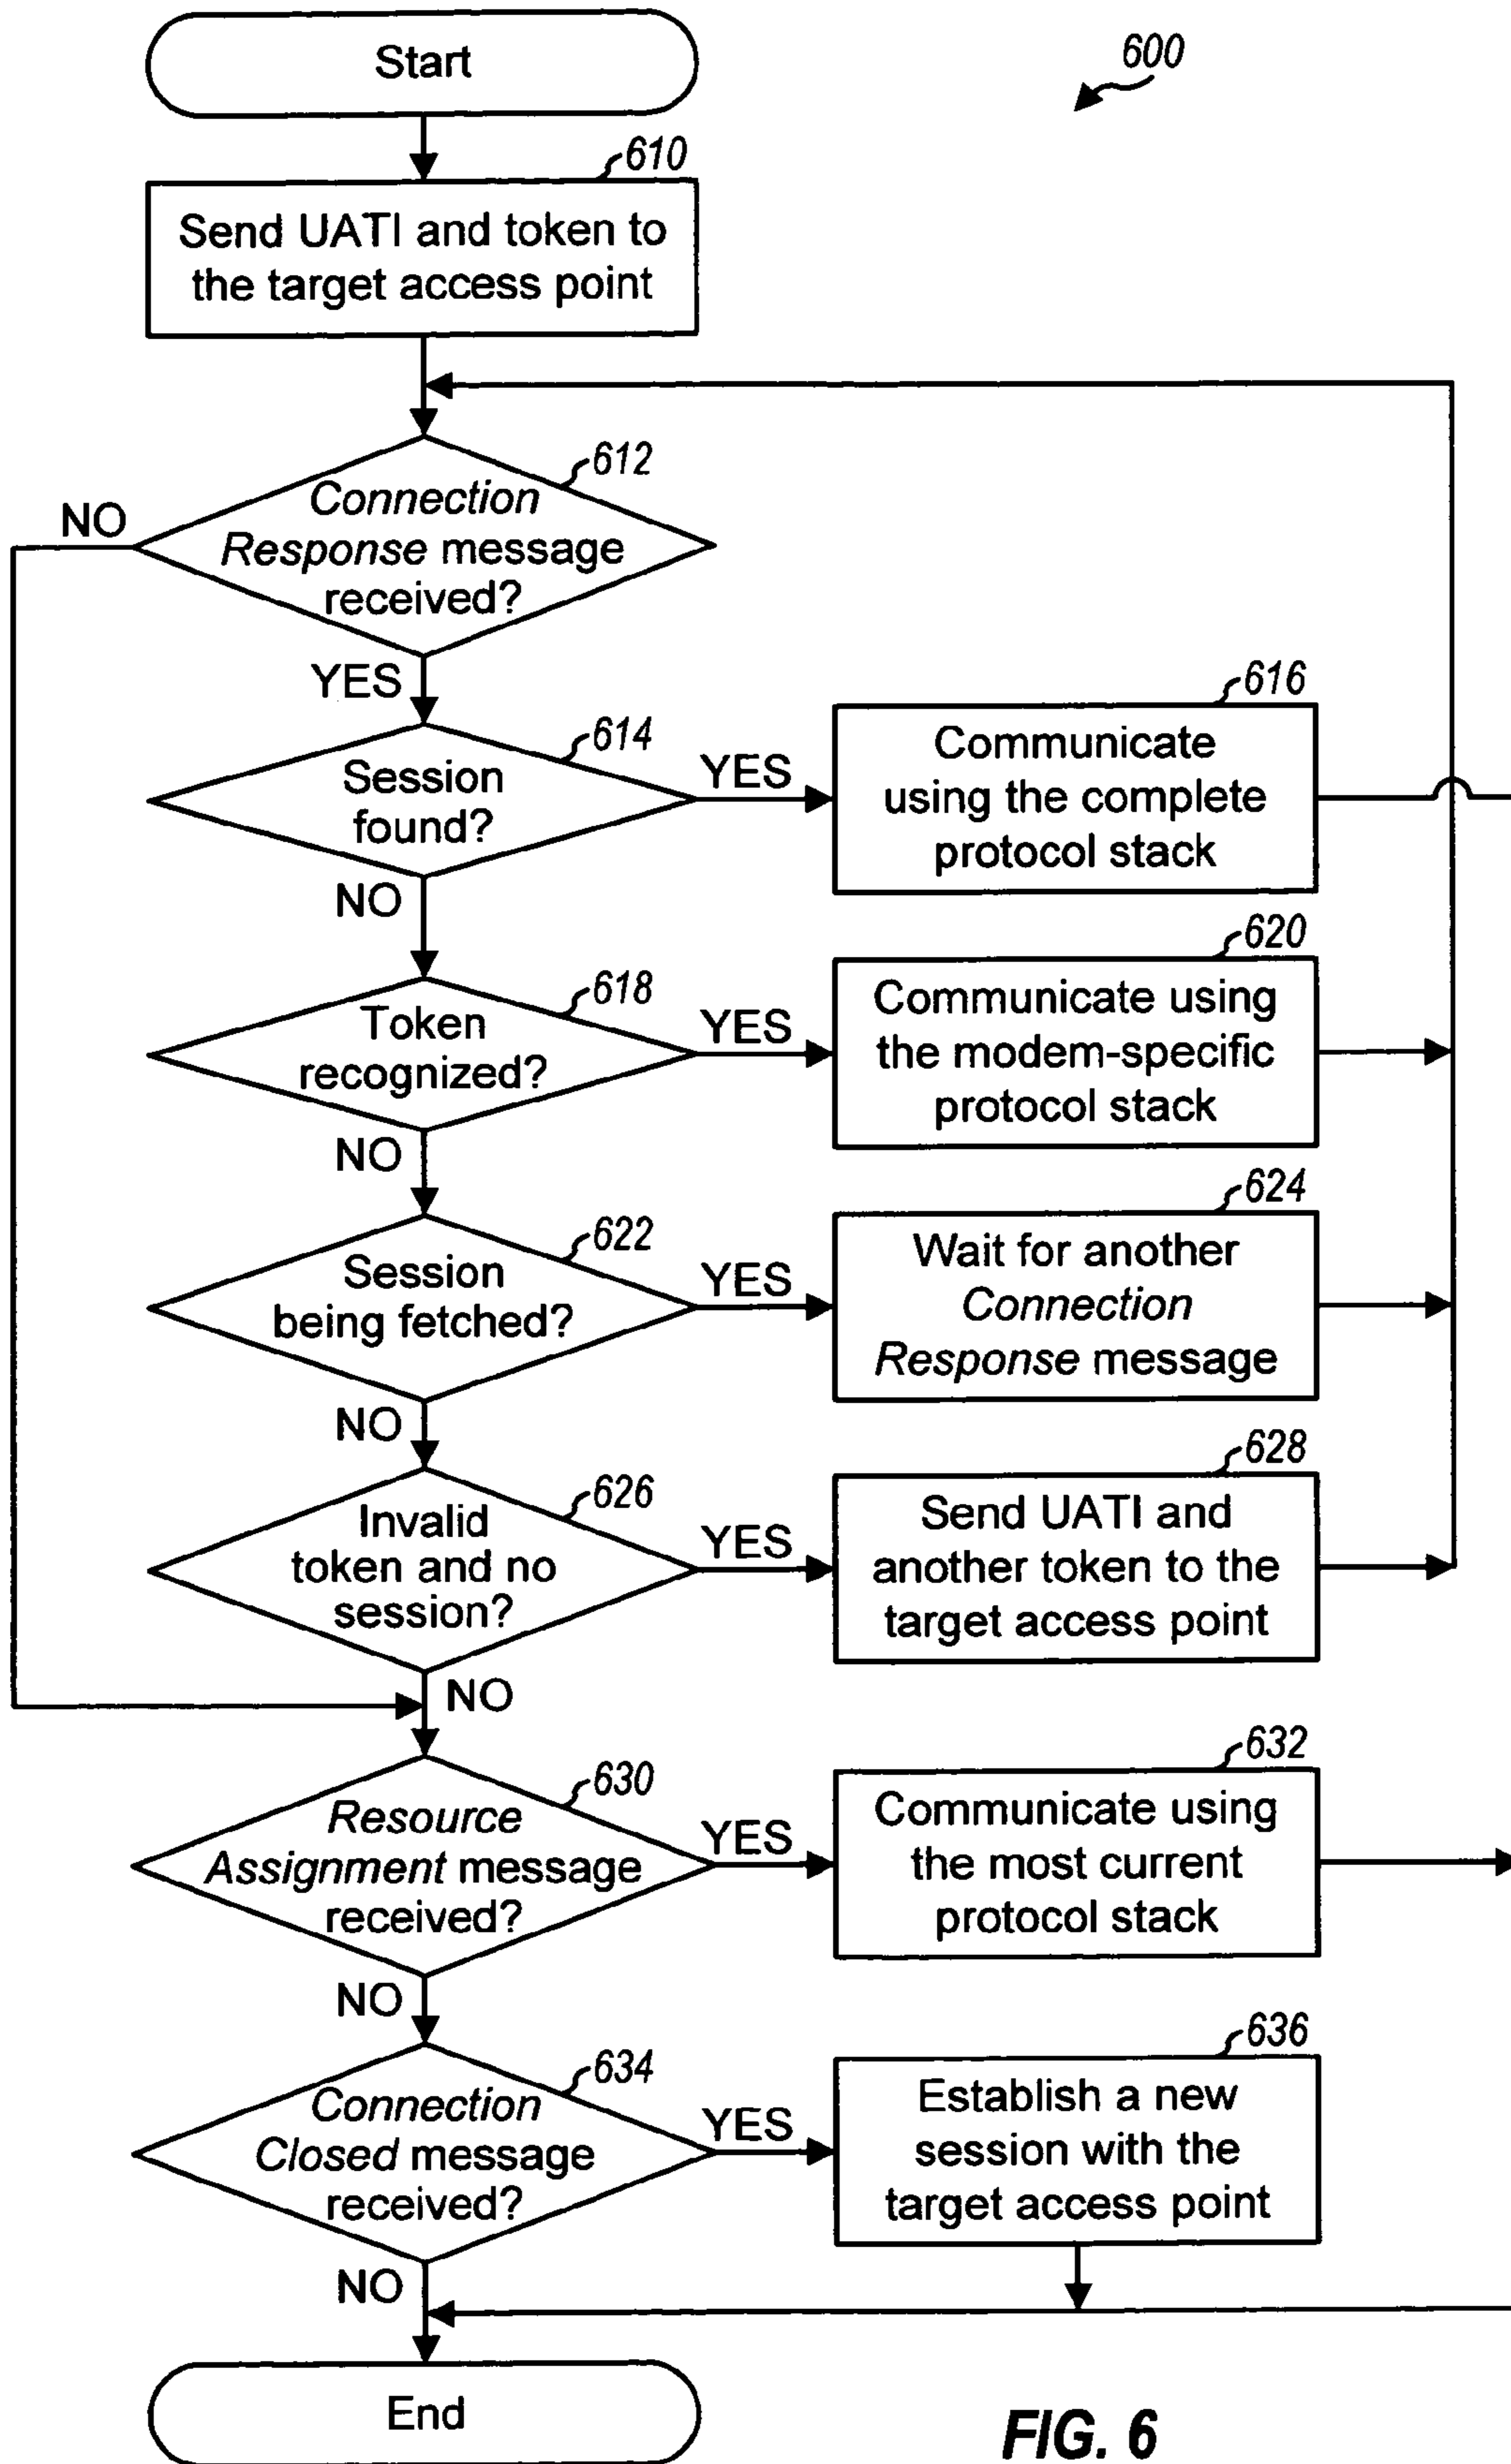 Start
600
610
Send UATI and token to
the target access point
612
Connection
Response message
received?
NO
YES
614
Session
found?
YES
616
Communicate
using the complete
protocol stack
NO
618
Token
recognized?
YES
620
Communicate using
the modem-specific
protocol stack
NO
622
Session
being fetched?
YES
624
Wait for another
Connection
Response message
NO
626
Invalid
token and no
session?
YES
628
Send UATI and
another token to the
target access point
NO
630
Resource
Assignment message
received?
YES
632
Communicate using
the most current
protocol stack
NO
634
Connection
Closed message
received?
YES
636
Establish a new
session with the
target access point
NO
End
FIG. 6